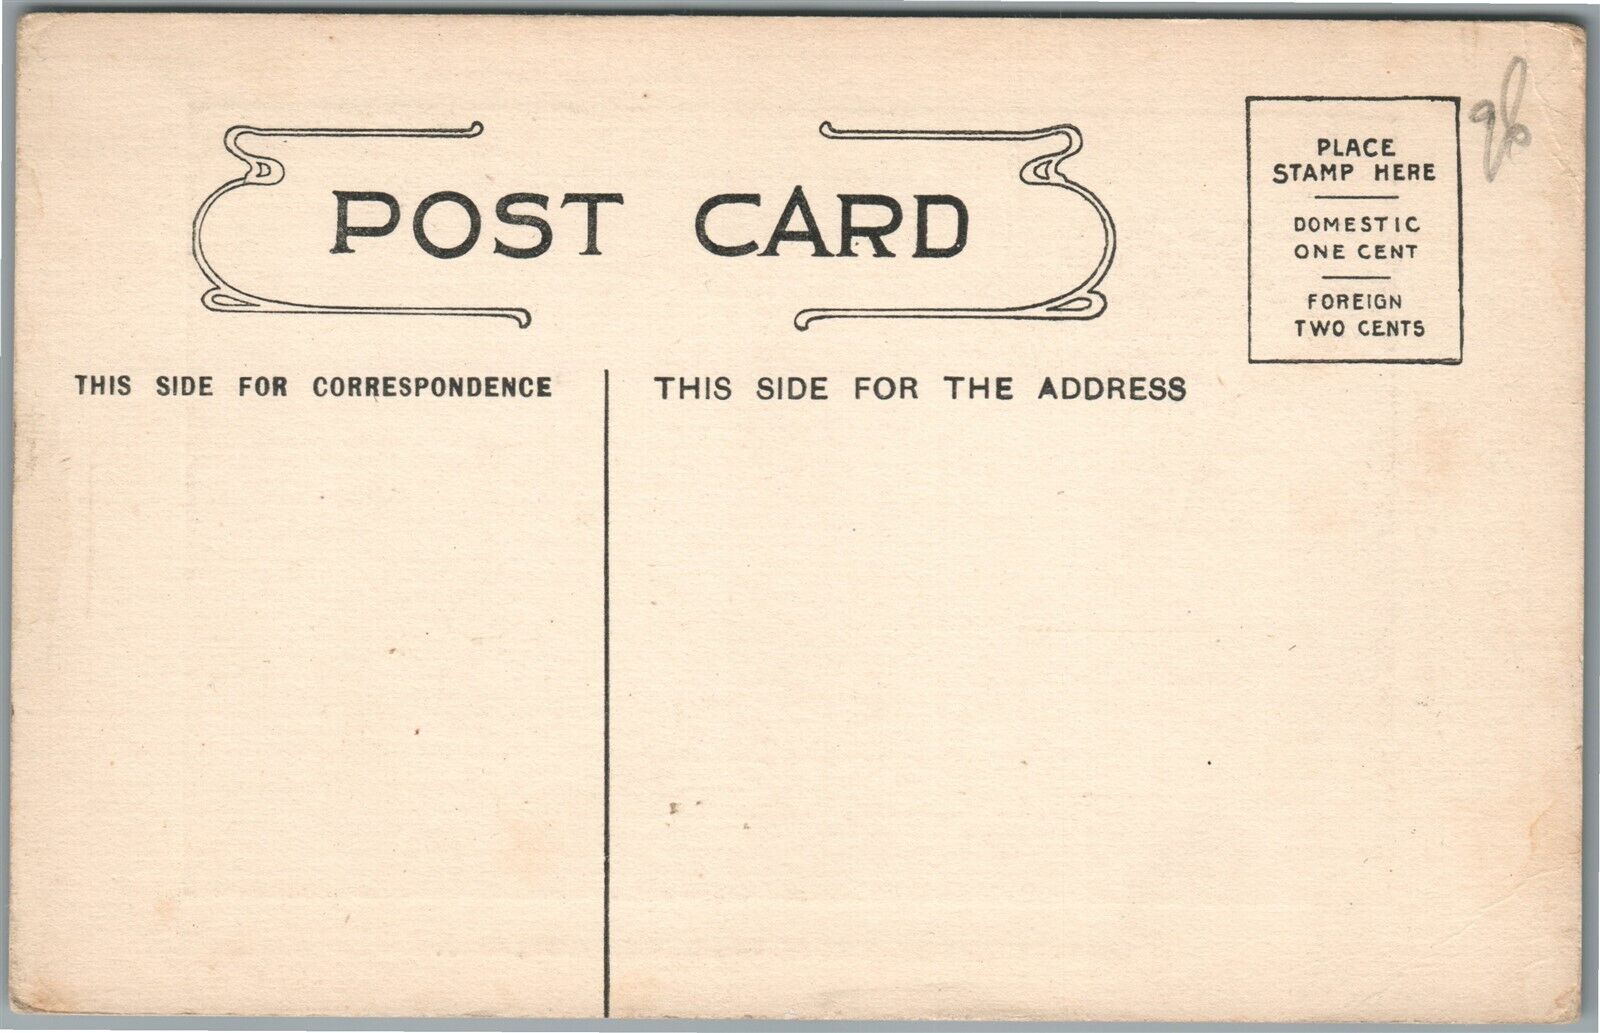 POST CARD
PLACE
STAMP HERE
DOMESTIC
ONE CENT
FOREIGN
TWO CENTS
THIS SIDE FOR CORRESPONDENCE
THIS SIDE FOR THE ADDRESS